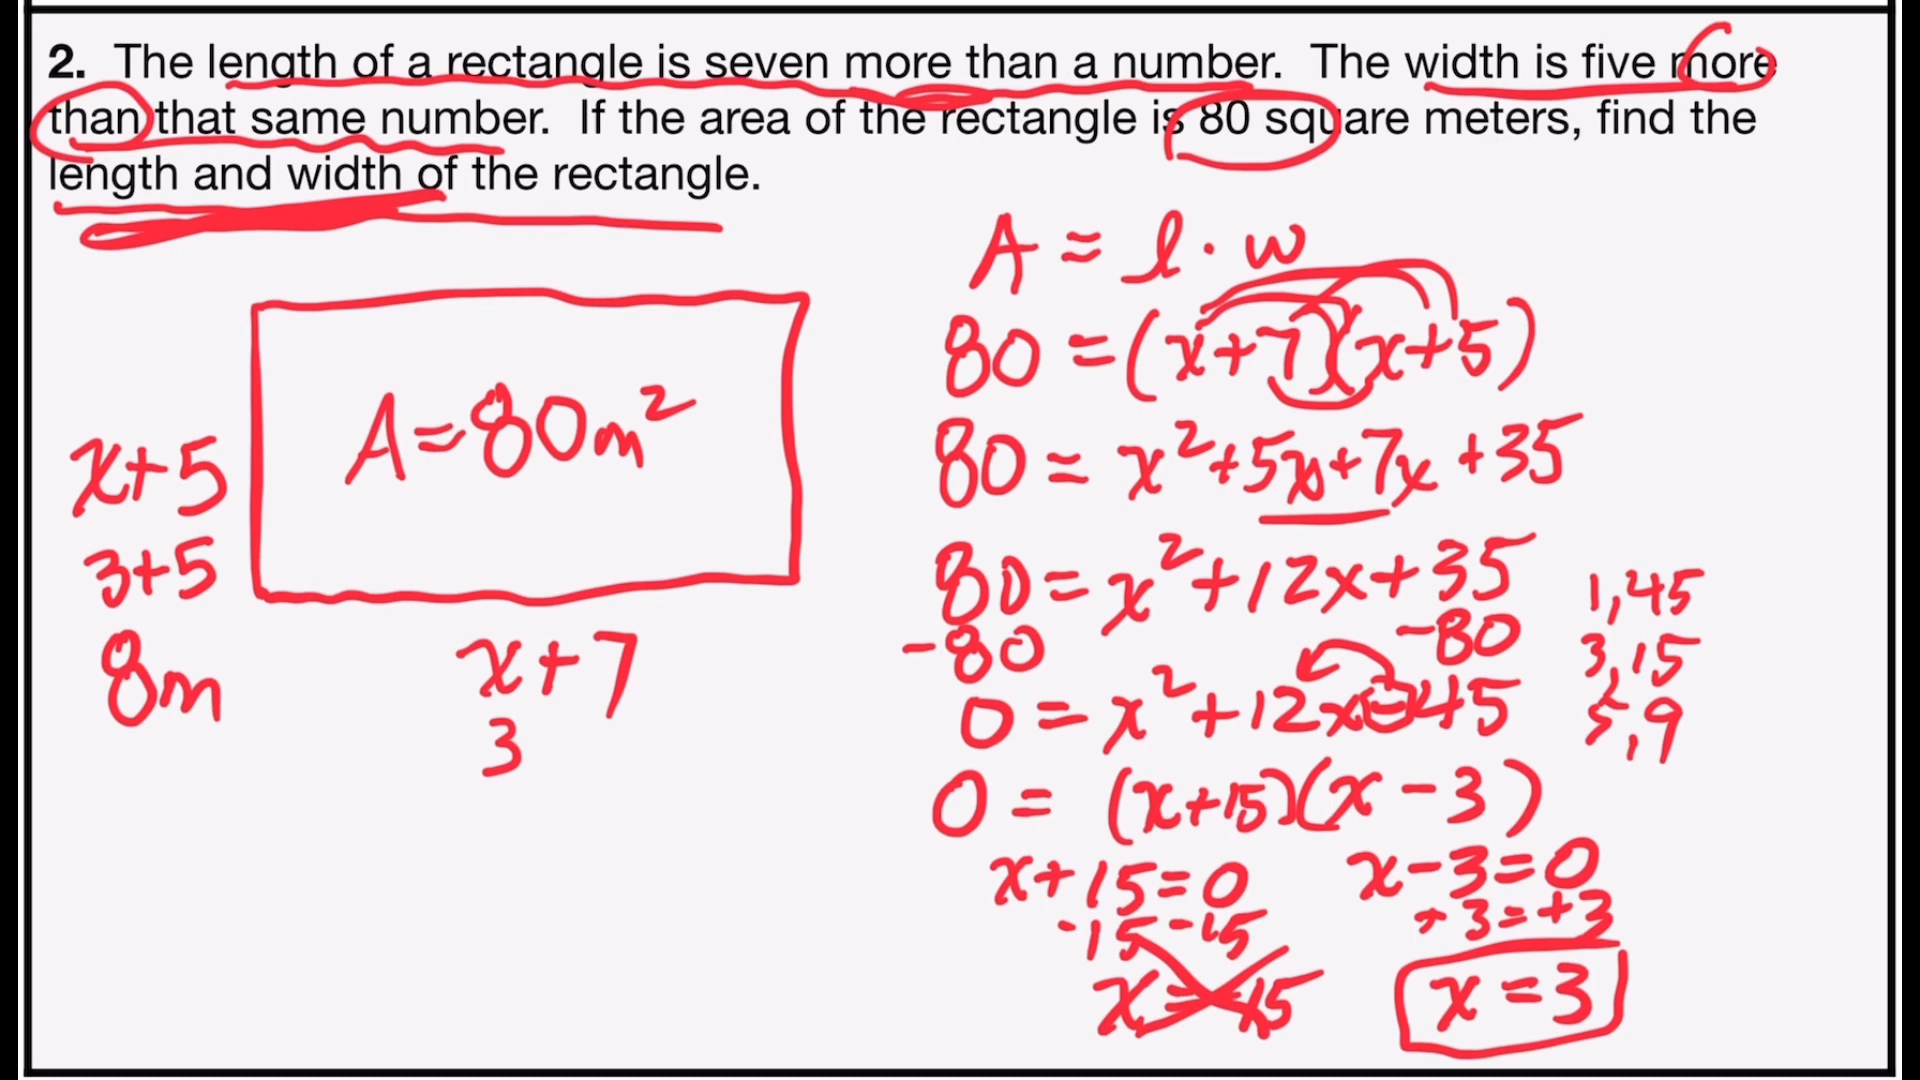 2. The length of a rectangle is seven more than a number. The width is five more
than that same number. If the area of the rectangle is 80 square meters, find the
length and width of the rectangle.
A = l · w
80 = (x+7)(x+5)
A=80m²
80 = x²+5x+7x+35
x+5
3+5
80=x²+12x+35
-80 -80
1,45
3,15
5,9
8m
x+7
3
0=x²+12x-45
0 = (x+15)(x-3)
x+15=0
-15 -15
x=-15
x-3=0
+3=+3
x=3